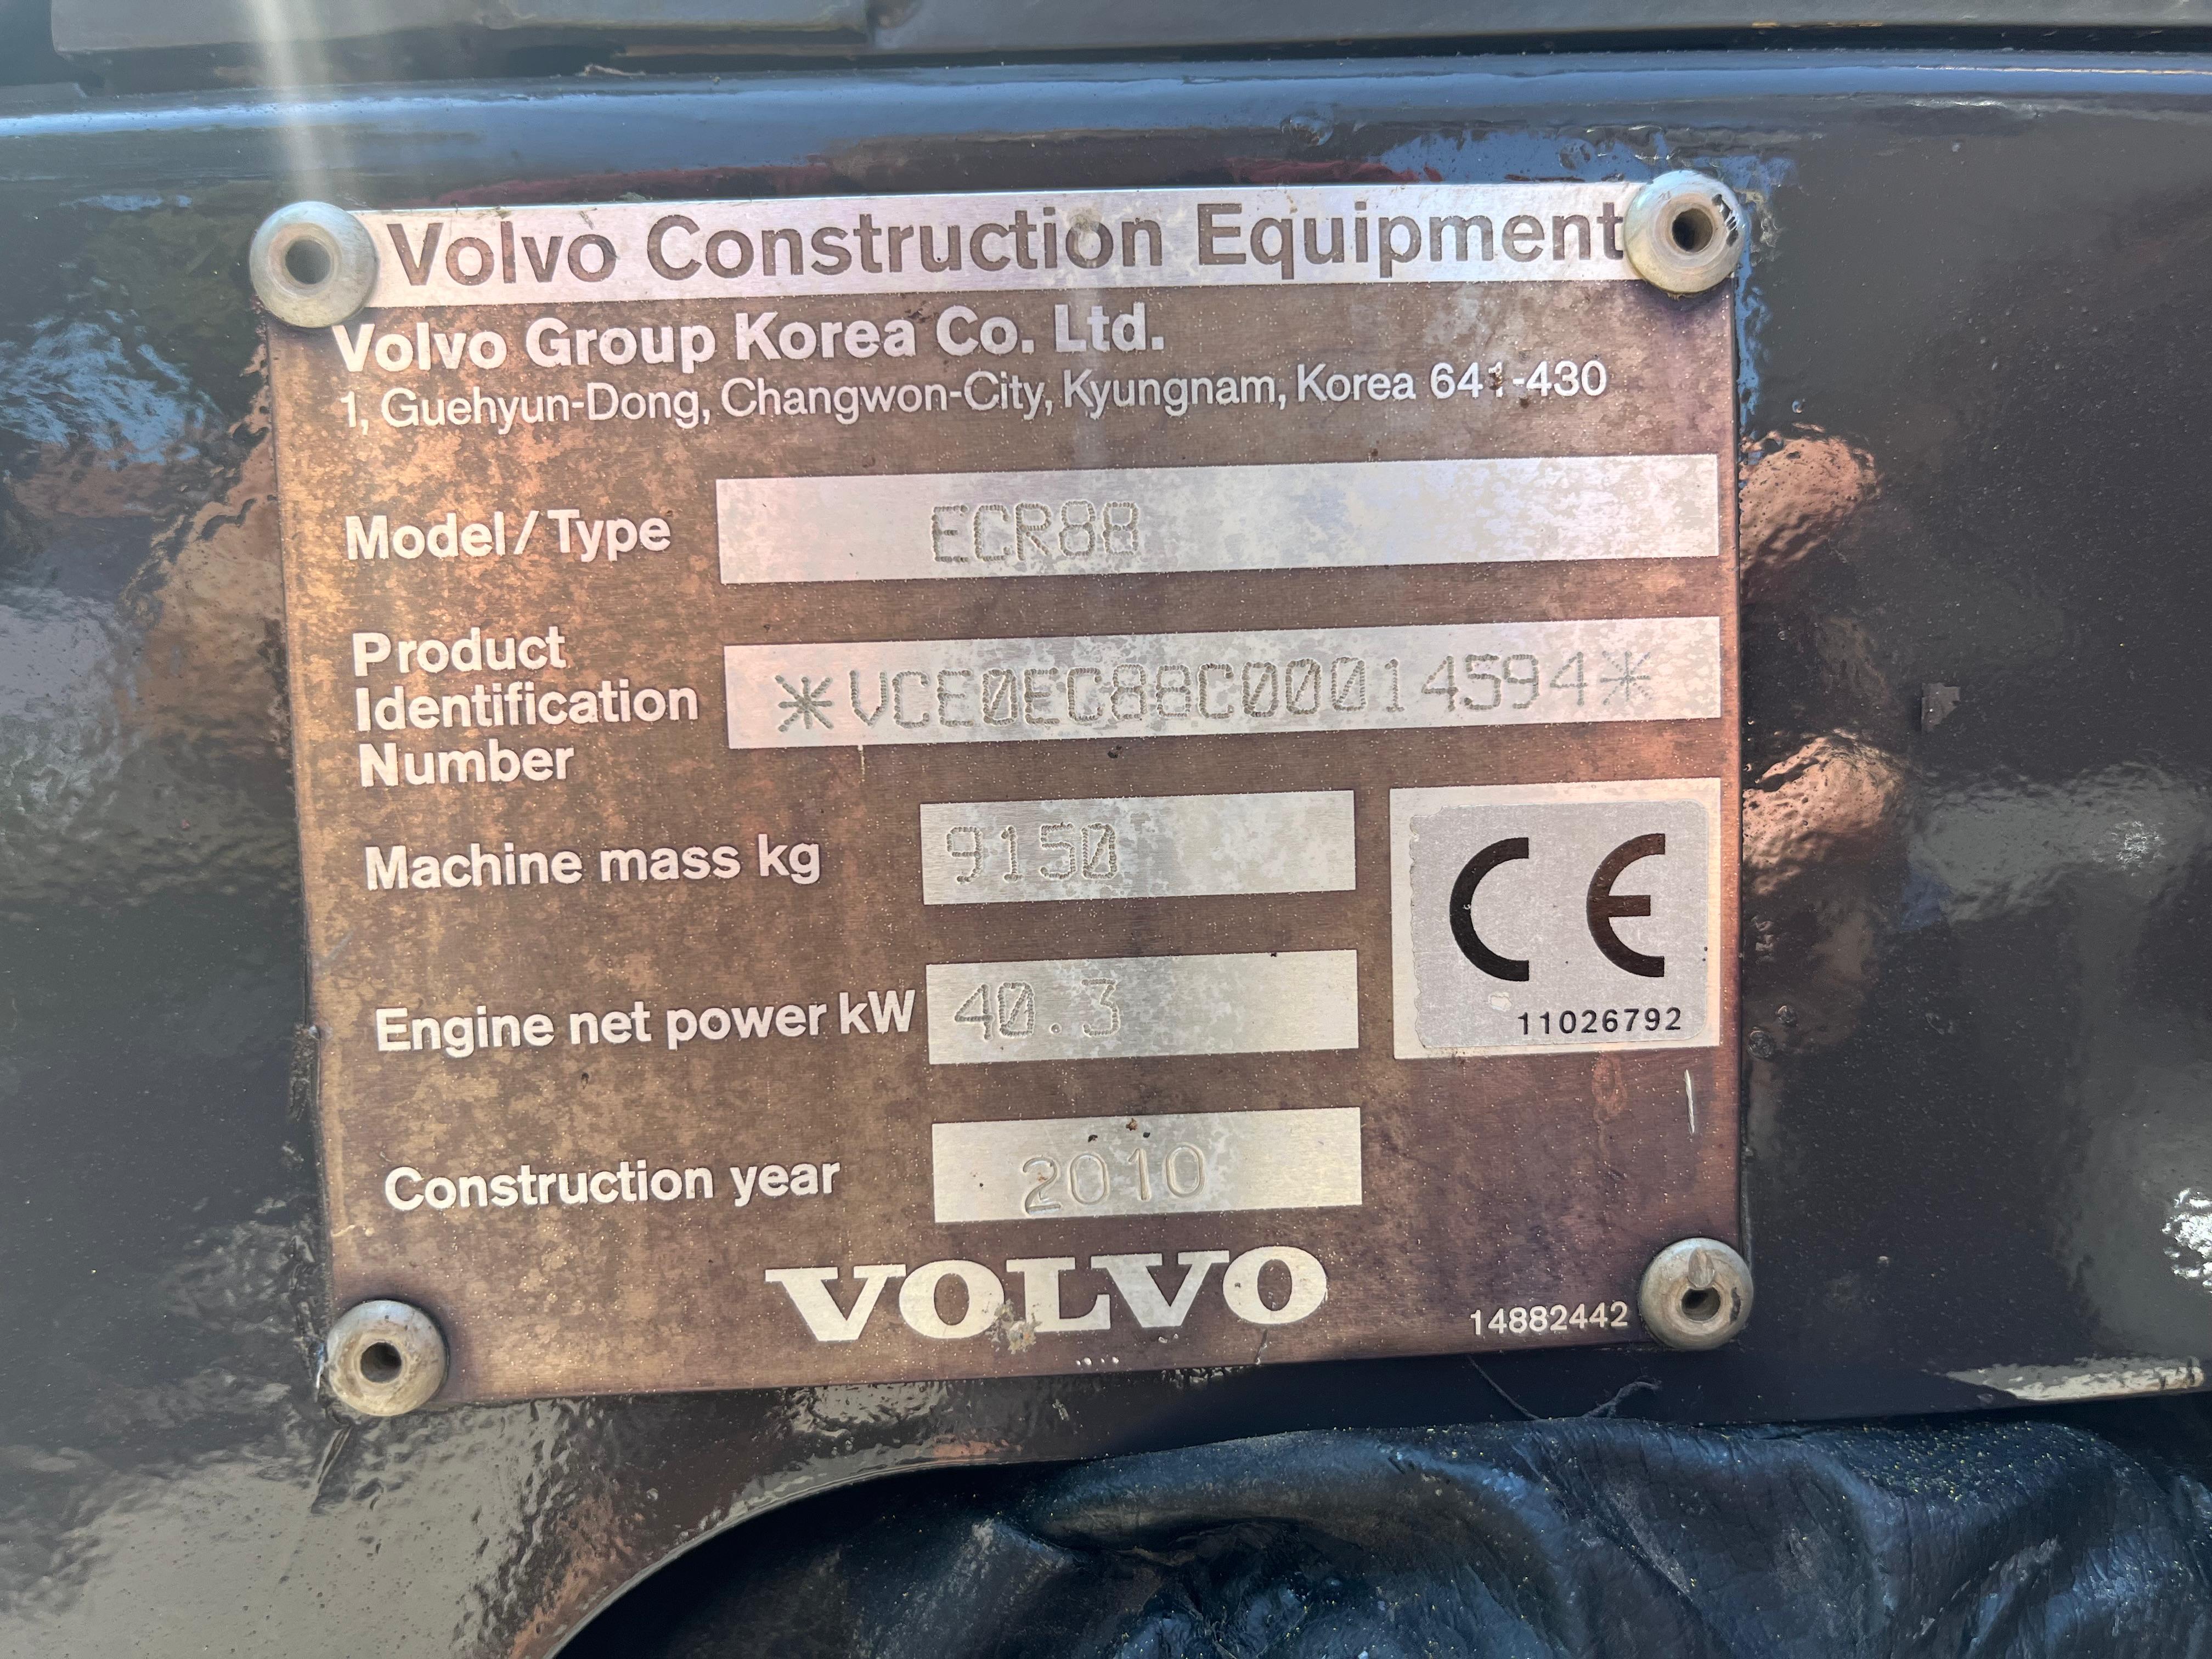 Volvo Construction Equipment
Volvo Group Korea Co. Ltd.
1, Guehyun-Dong, Changwon-City, Kyungnam, Korea 641-430
Model/Type ECR88
Product
Identification
Number
*VCE0EC88C00014594*
Machine mass kg 9150
CE
Engine net power kW 40.3
11026792
Construction year 2010
VOLVO
14882442